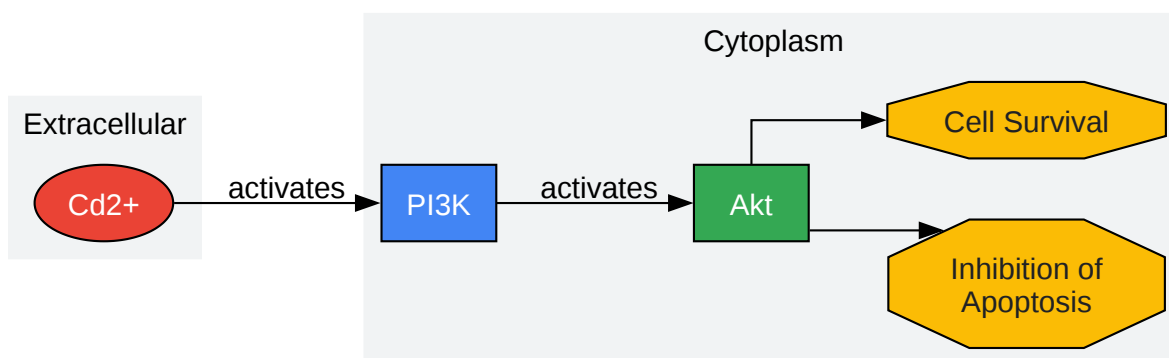 Cytoplasm
Extracellular
Cd2+
activates
PI3K
activates
Akt
Cell Survival
Inhibition of
Apoptosis